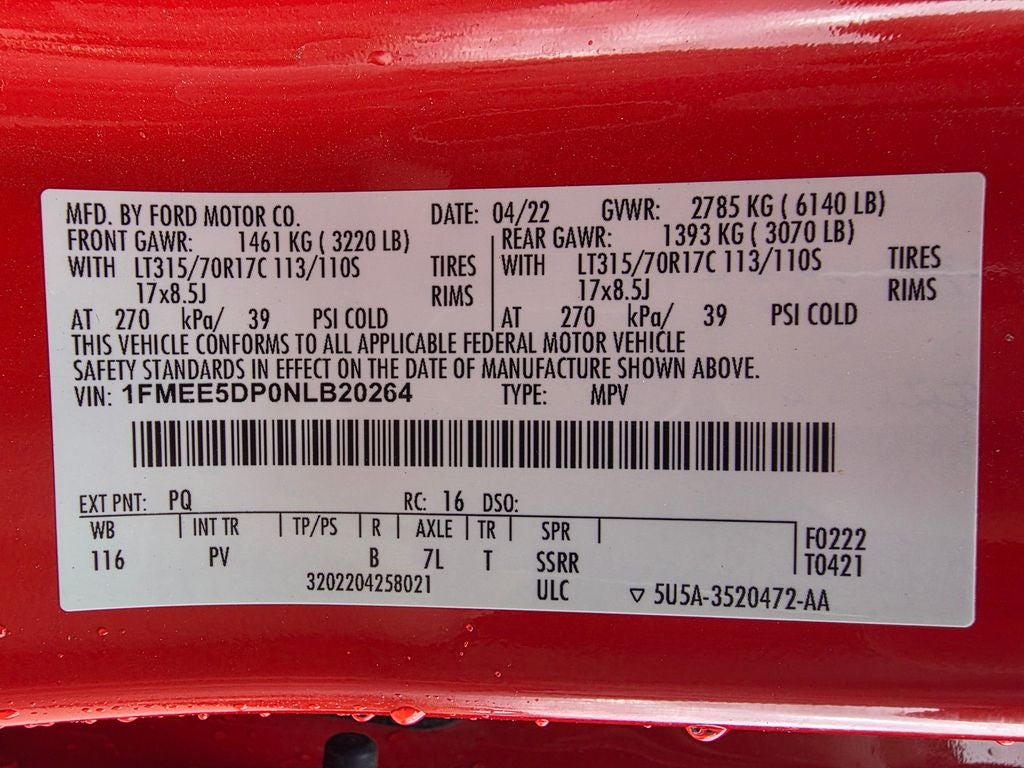 MFD. BY FORD MOTOR CO. DATE: 04/22 GVWR: 2785 KG ( 6140 LB)
FRONT GAWR: 1461 KG ( 3220 LB) REAR GAWR: 1393 KG ( 3070 LB)
WITH LT315/70R17C 113/110S TIRES WITH LT315/70R17C 113/110S TIRES
17x8.5J RIMS 17x8.5J RIMS
AT 270 kPa/ 39 PSI COLD AT 270 kPa/ 39 PSI COLD
THIS VEHICLE CONFORMS TO ALL APPLICABLE FEDERAL MOTOR VEHICLE
SAFETY STANDARDS IN EFFECT ON THE DATE OF MANUFACTURE SHOWN ABOVE.
VIN: 1FMEE5DP0NLB20264 TYPE: MPV
EXT PNT: PQ RC: 16 DSO:
WB INT TR TP/PS R AXLE TR SPR F0222
116 PV B 7L T SSRR T0421
3202204258021 ULC ▽ 5U5A-3520472-AA